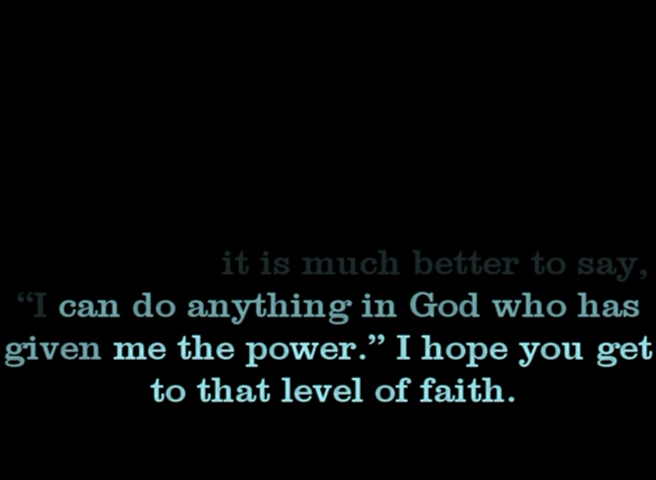 it is much better to say,
“I can do anything in God who has
given me the power.” I hope you get
to that level of faith.